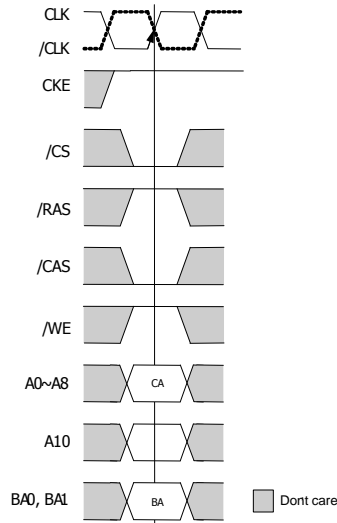 CLK
/CLK
CKE
/CS
/RAS
/CAS
/WE
A0~A8
CA
A10
BA0, BA1
BA
Dont care